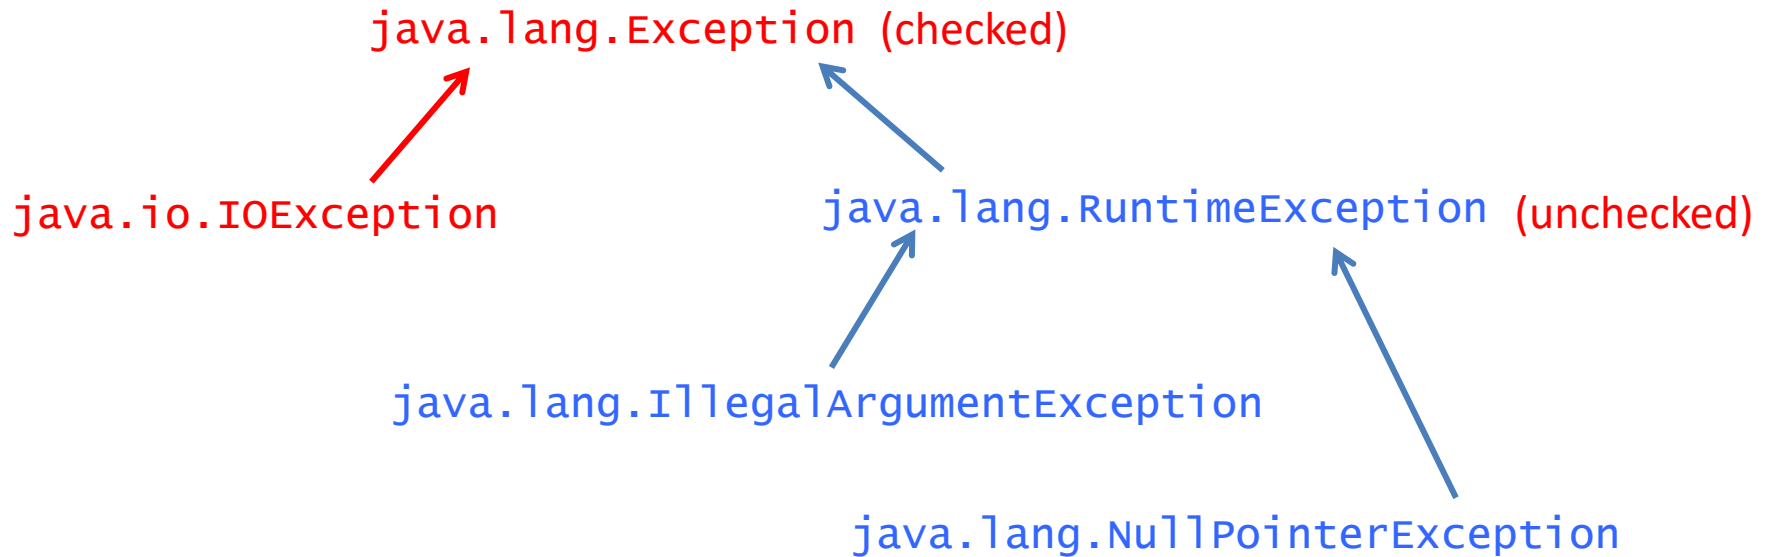 java.lang.Exception (checked)
java.io.IOException
java.lang.RuntimeException (unchecked)
java.lang.IllegalArgumentException
java.lang.NullPointerException